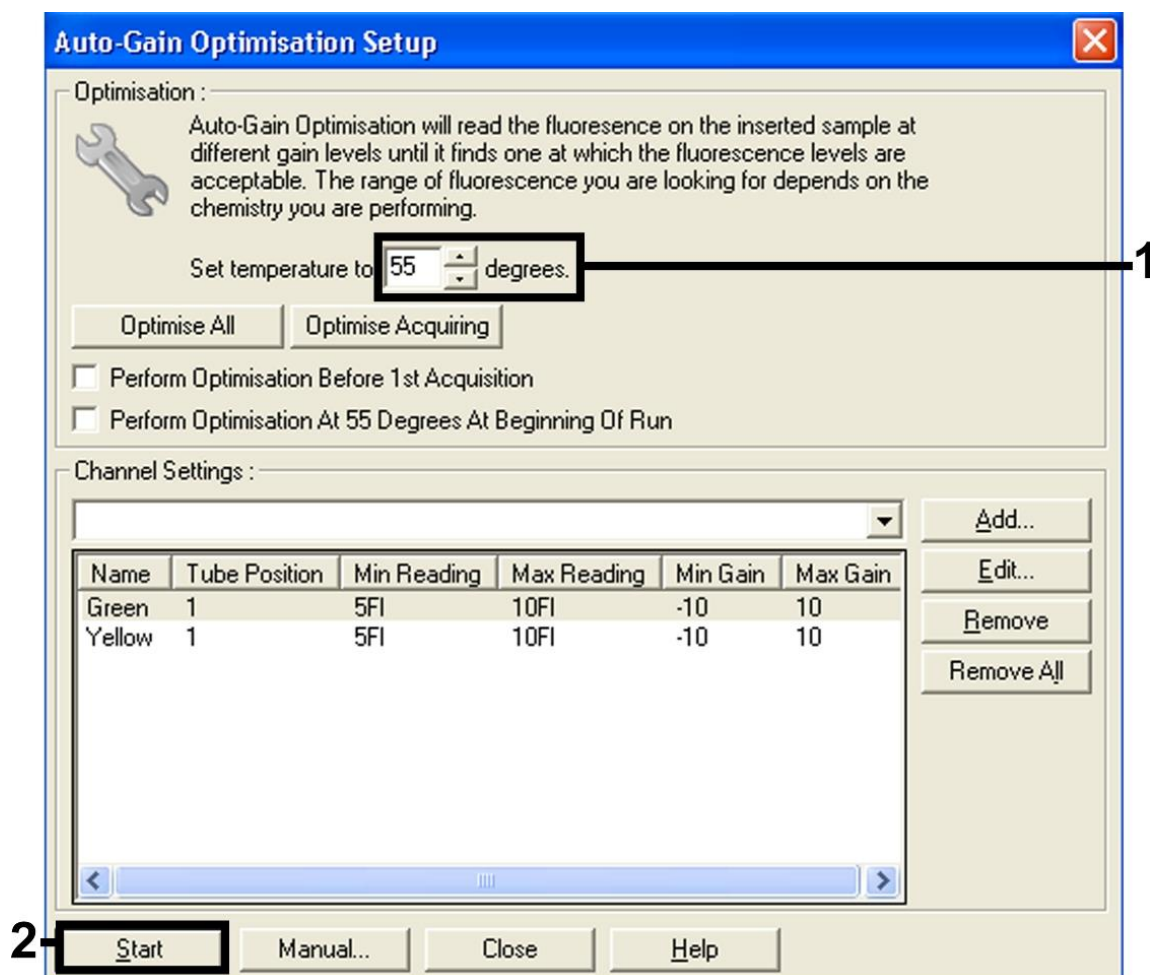 Auto-Gain Optimisation Setup
Optimisation :
Auto-Gain Optimisation will read the fluoresence on the inserted sample at
different gain levels until it finds one at which the fluorescence levels are
acceptable. The range of fluorescence you are looking for depends on the
chemistry you are performing.
Set temperature to 55 degrees.
1
Optimise All Optimise Acquiring
Perform Optimisation Before 1st Acquisition
Perform Optimisation At 55 Degrees At Beginning Of Run
Channel Settings :
Add...
Name Tube Position Min Reading Max Reading Min Gain Max Gain
Edit...
Green 1 5Fl 10Fl -10 10
Remove
Yellow 1 5Fl 10Fl -10 10
Remove All
2
Start Manual... Close Help